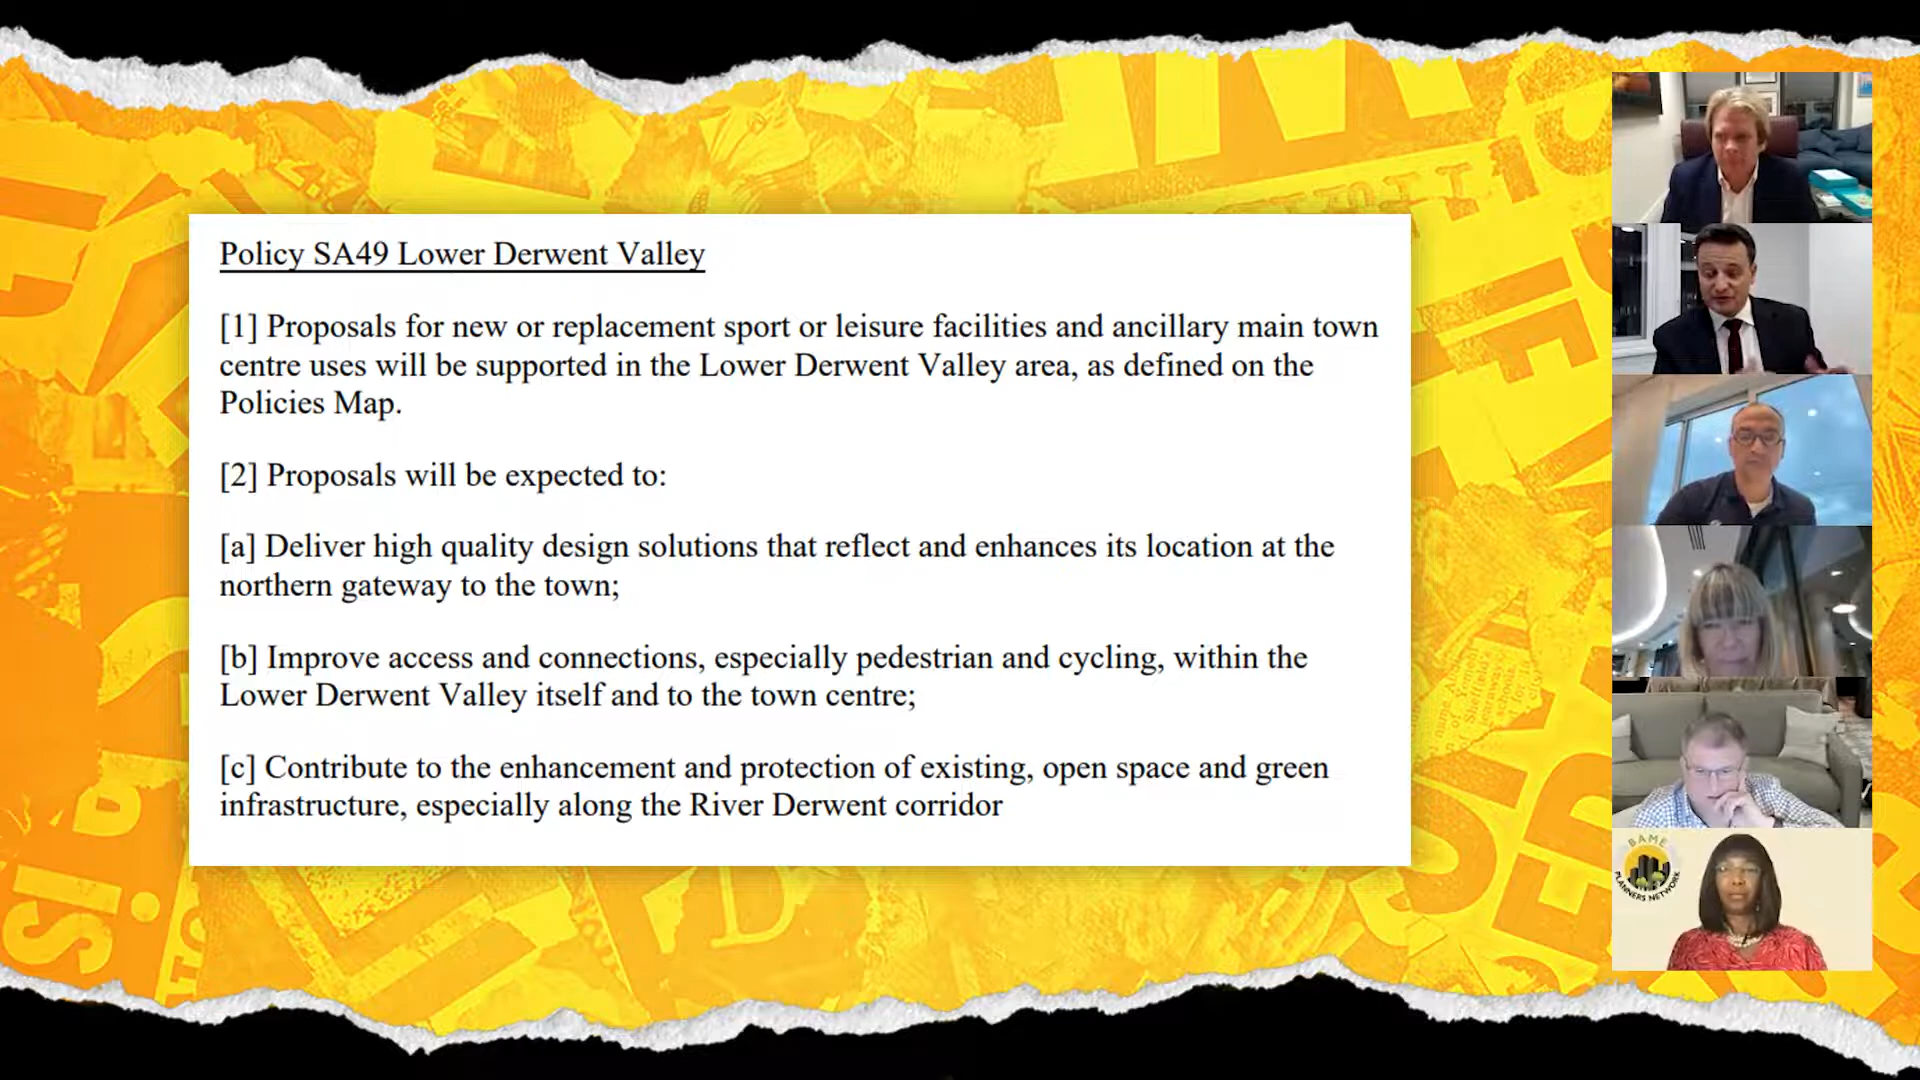 Policy SA49 Lower Derwent Valley
[1] Proposals for new or replacement sport or leisure facilities and ancillary main town
centre uses will be supported in the Lower Derwent Valley area, as defined on the
Policies Map.
[2] Proposals will be expected to:
[a] Deliver high quality design solutions that reflect and enhances its location at the
northern gateway to the town;
[b] Improve access and connections, especially pedestrian and cycling, within the
Lower Derwent Valley itself and to the town centre;
[c] Contribute to the enhancement and protection of existing, open space and green
infrastructure, especially along the River Derwent corridor
BAME
PLANNERS NETWORK